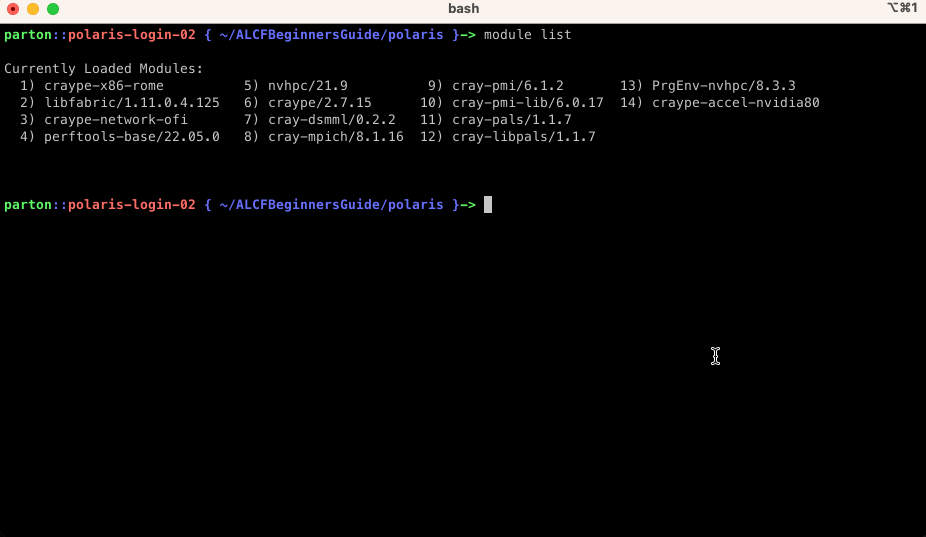 bash
⌥⌘1
parton::polaris-login-02 { ~/ALCFBeginnersGuide/polaris }-> module list
Currently Loaded Modules:
1) craype-x86-rome 5) nvhpc/21.9 9) cray-pmi/6.1.2 13) PrgEnv-nvhpc/8.3.3
2) libfabric/1.11.0.4.125 6) craype/2.7.15 10) cray-pmi-lib/6.0.17 14) craype-accel-nvidia80
3) craype-network-ofi 7) cray-dsmml/0.2.2 11) cray-pals/1.1.7
4) perftools-base/22.05.0 8) cray-mpich/8.1.16 12) cray-libpals/1.1.7
parton::polaris-login-02 { ~/ALCFBeginnersGuide/polaris }->